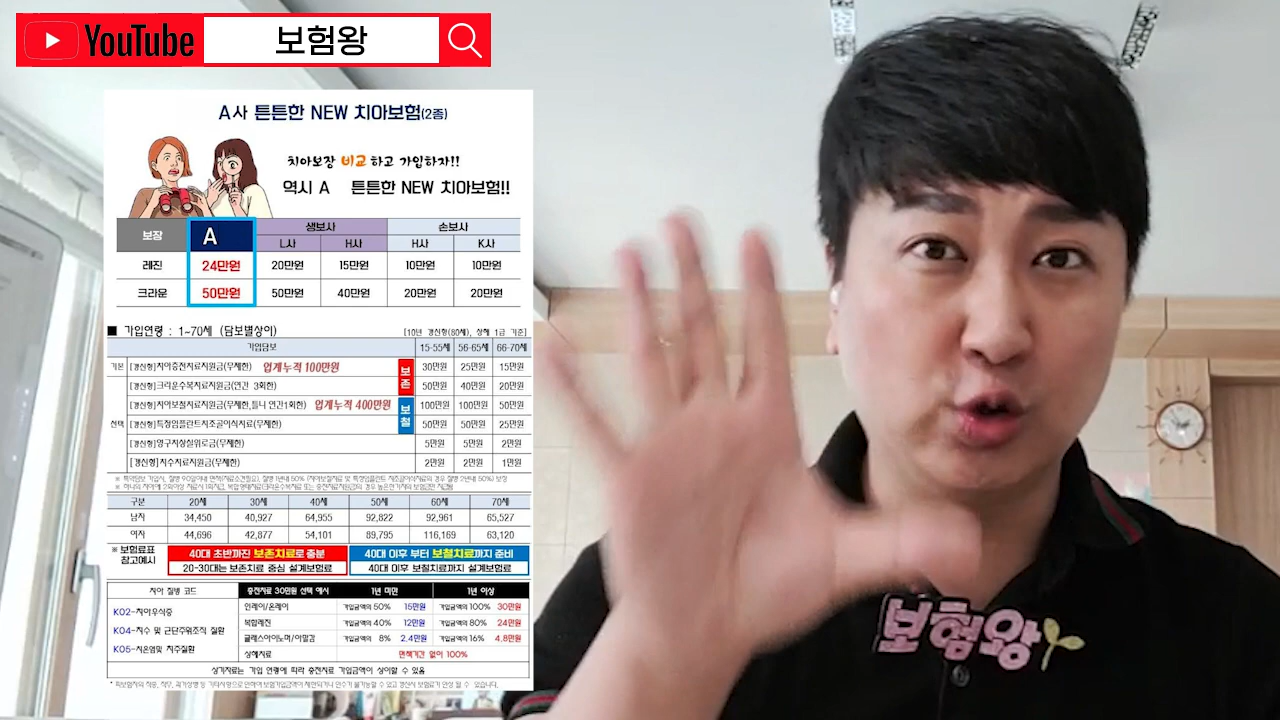 YouTube 보험왕
A사 튼튼한 NEW 치아보험(2종)
치아보장 비교 하고 가입하자!!
역시 A 튼튼한 NEW 치아보험!!
보장 A 생보사 손보사
L사 H사 H사 K사
레진 24만원 20만원 15만원 10만원 10만원
크라운 50만원 50만원 40만원 20만원 20만원
■ 가입연령 : 1~70세 (담보별상이) [10년 갱신형(80세), 상해 1급 기준]
가입담보 15-55세 56-65세 66-70세
기본 [갱신형]치아충전치료지원금(무제한) 업계누적 100만원 보존 30만원 25만원 15만원
[갱신형]크라운수복치료지원금(연간 3회한) 50만원 40만원 20만원
선택 [갱신형]치아보철치료지원금(무제한,틀니 연간1회한) 업계누적 400만원 보철 100만원 100만원 50만원
[갱신형]특정임플란트치조골이식치료(무제한) 50만원 50만원 25만원
[갱신형]영구치상실위로금(무제한) 5만원 5만원 2만원
[갱신형]치수치료지원금(무제한) 2만원 2만원 1만원
구분 20세 30세 40세 50세 60세 70세
남자 34,450 40,927 64,955 92,822 92,961 65,527
여자 44,696 42,877 54,101 89,795 116,169 63,120
※ 보험료표 참고예시
40대 초반까진 보존치료로 충분 40대 이후 부터 보철치료까지 준비
20-30대는 보존치료 중심 설계보험료 40대 이후 보철치료까지 설계보험료
치아 질병 코드 충전치료 30만원 선택 예시 1년 미만 1년 이상
K02-치아우식증
K04-치수 및 근단주위조직 질환
K05-치은염및 치주질환
인레이/온레이 가입금액의 50% 15만원 가입금액의 100% 30만원
복합레진 가입금액의 40% 12만원 가입금액의 80% 24만원
글래스아이노머/아말감 가입금액의 8% 2.4만원 가입금액의 16% 4.8만원
상해치료 면책기간 없이 100%
상기자료는 가입 연령에 따라 충전치료 가입금액이 상이할 수 있음
보험왕